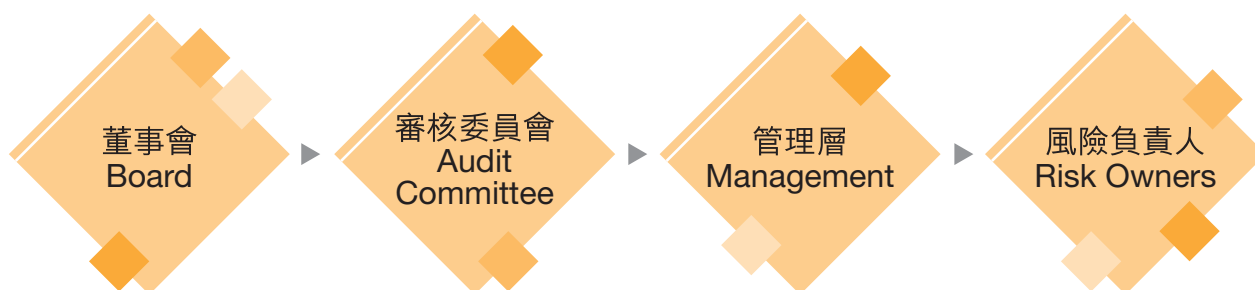 董事會
Board
審核委員會
Audit
Committee
管理層
Management
風險負責人
Risk Owners